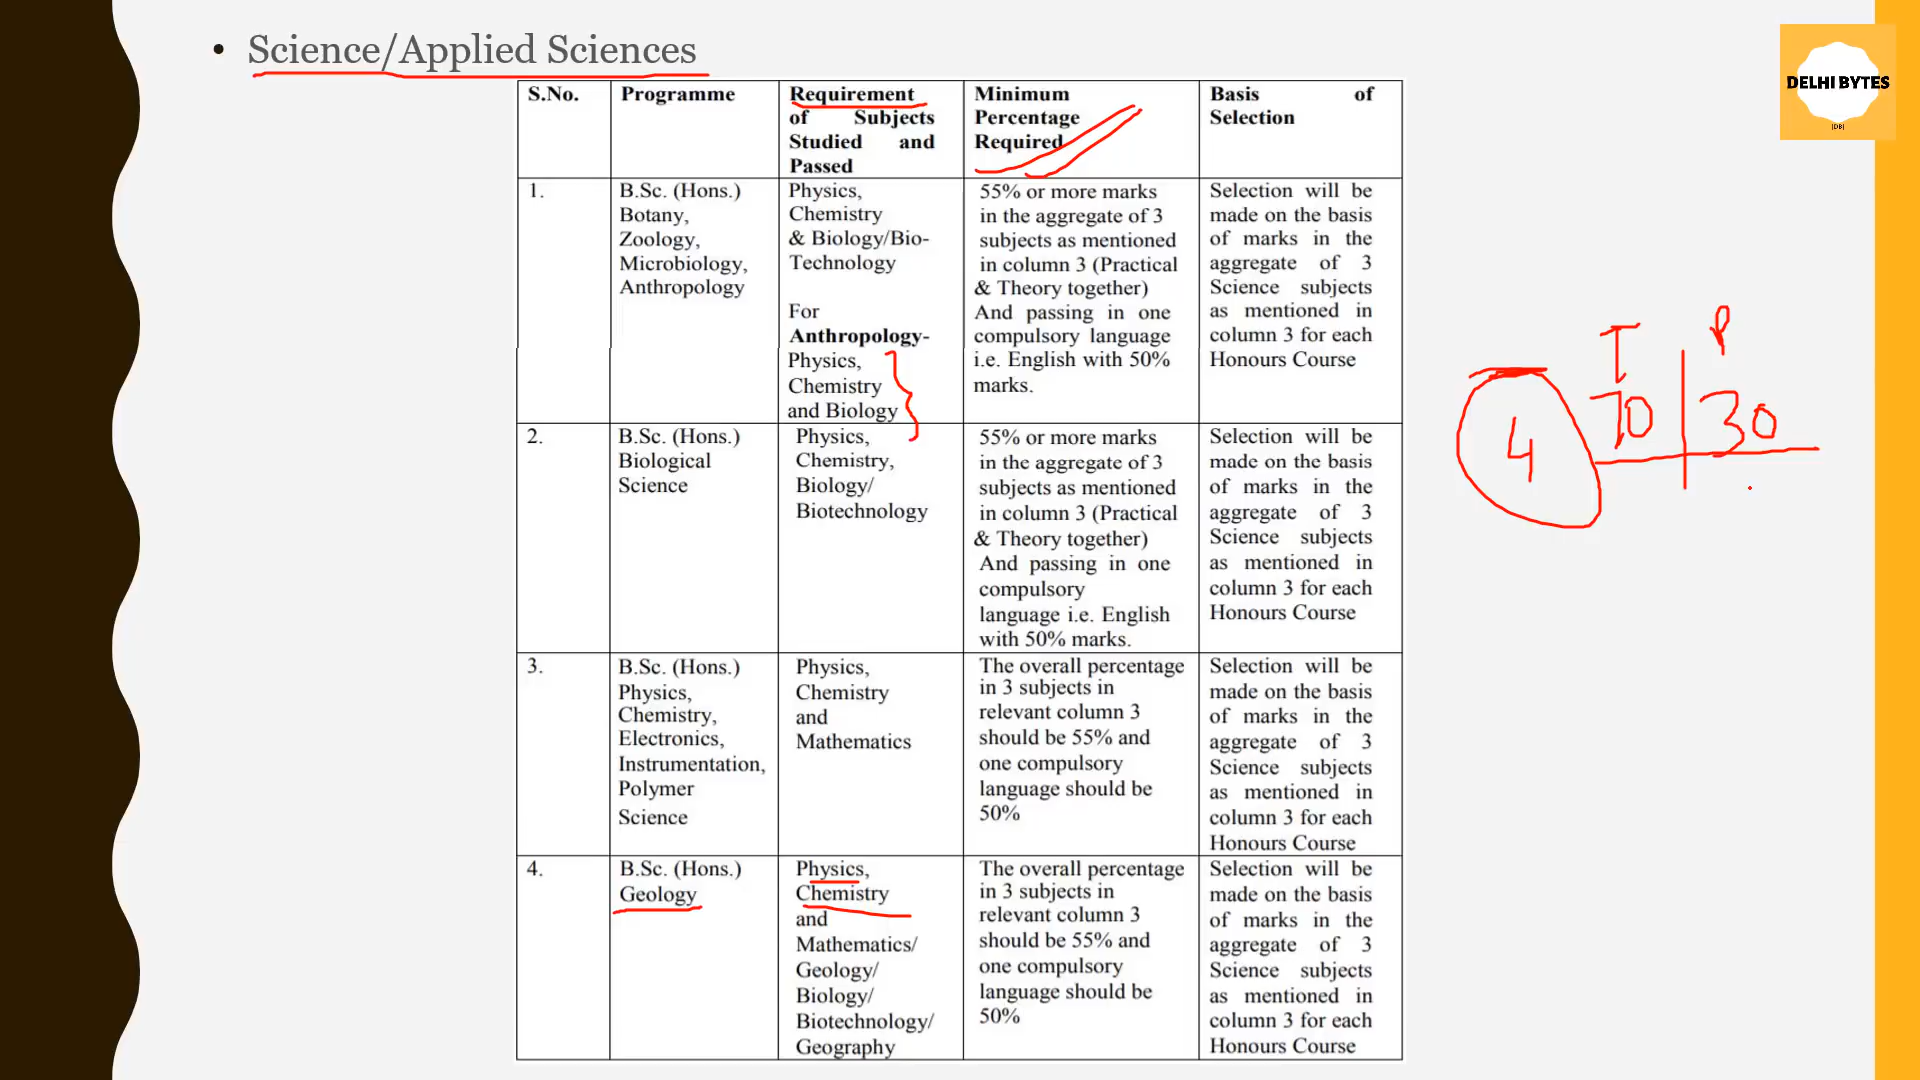 • Science/Applied Sciences
DELHI BYTES
(DB)
S.No. Programme Requirement of Subjects Studied and Passed Minimum Percentage Required Basis of Selection
1.
B.Sc. (Hons.)
Botany,
Zoology,
Microbiology,
Anthropology
Physics,
Chemistry
& Biology/Bio-
Technology
For
Anthropology-
Physics,
Chemistry
and Biology
55% or more marks
in the aggregate of 3
subjects as mentioned
in column 3 (Practical
& Theory together)
And passing in one
compulsory language
i.e. English with 50%
marks.
Selection will be
made on the basis
of marks in the
aggregate of 3
Science subjects
as mentioned in
column 3 for each
Honours Course
2.
B.Sc. (Hons.)
Biological
Science
Physics,
Chemistry,
Biology/
Biotechnology
55% or more marks
in the aggregate of 3
subjects as mentioned
in column 3 (Practical
& Theory together)
And passing in one
compulsory
language i.e. English
with 50% marks.
Selection will be
made on the basis
of marks in the
aggregate of 3
Science subjects
as mentioned in
column 3 for each
Honours Course
3.
B.Sc. (Hons.)
Physics,
Chemistry,
Electronics,
Instrumentation,
Polymer
Science
Physics,
Chemistry
and
Mathematics
The overall percentage
in 3 subjects in
relevant column 3
should be 55% and
one compulsory
language should be
50%
Selection will be
made on the basis
of marks in the
aggregate of 3
Science subjects
as mentioned in
column 3 for each
Honours Course
4.
B.Sc. (Hons.)
Geology
Physics,
Chemistry
and
Mathematics/
Geology/
Biology/
Biotechnology/
Geography
The overall percentage
in 3 subjects in
relevant column 3
should be 55% and
one compulsory
language should be
50%
Selection will be
made on the basis
of marks in the
aggregate of 3
Science subjects
as mentioned in
column 3 for each
Honours Course
T P
4 70 30